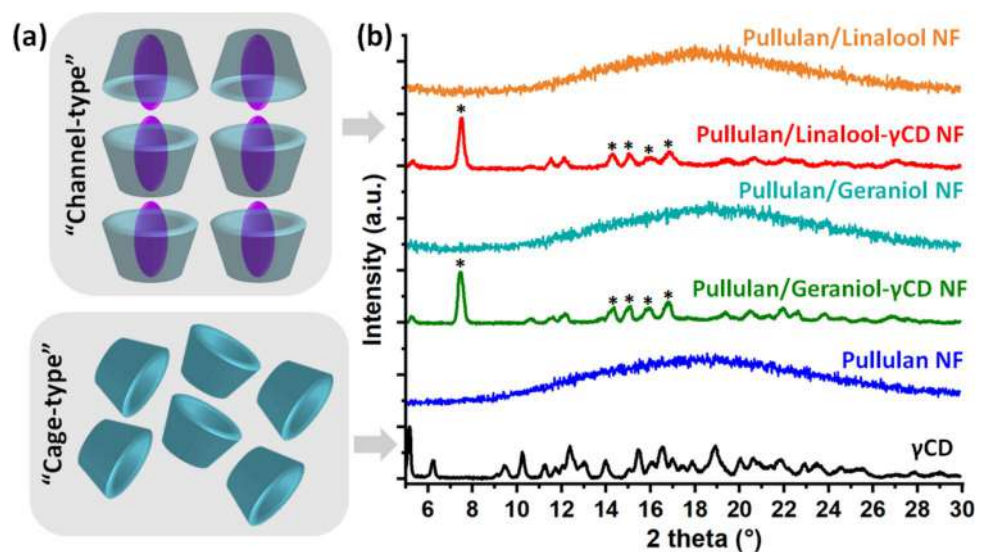 (a)
"Channel-type"
"Cage-type"
(b)
Intensity (a.u.)
Pullulan/Linalool NF
*
Pullulan/Linalool-γCD NF
* * * *
Pullulan/Geraniol NF
*
Pullulan/Geraniol-γCD NF
* * * *
Pullulan NF
γCD
6 8 10 12 14 16 18 20 22 24 26 28 30
2 theta (°)